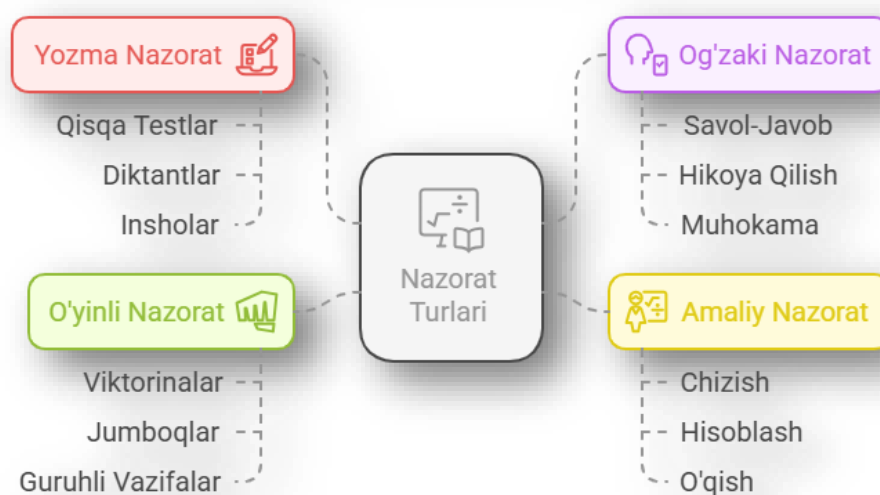 Yozma Nazorat
Qisqa Testlar
Diktantlar
Insholar
Og'zaki Nazorat
Savol-Javob
Hikoya Qilish
Muhokama
Nazorat
Turlari
O'yinli Nazorat
Viktorinalar
Jumboqlar
Guruhli Vazifalar
Amaliy Nazorat
Chizish
Hisoblash
O'qish